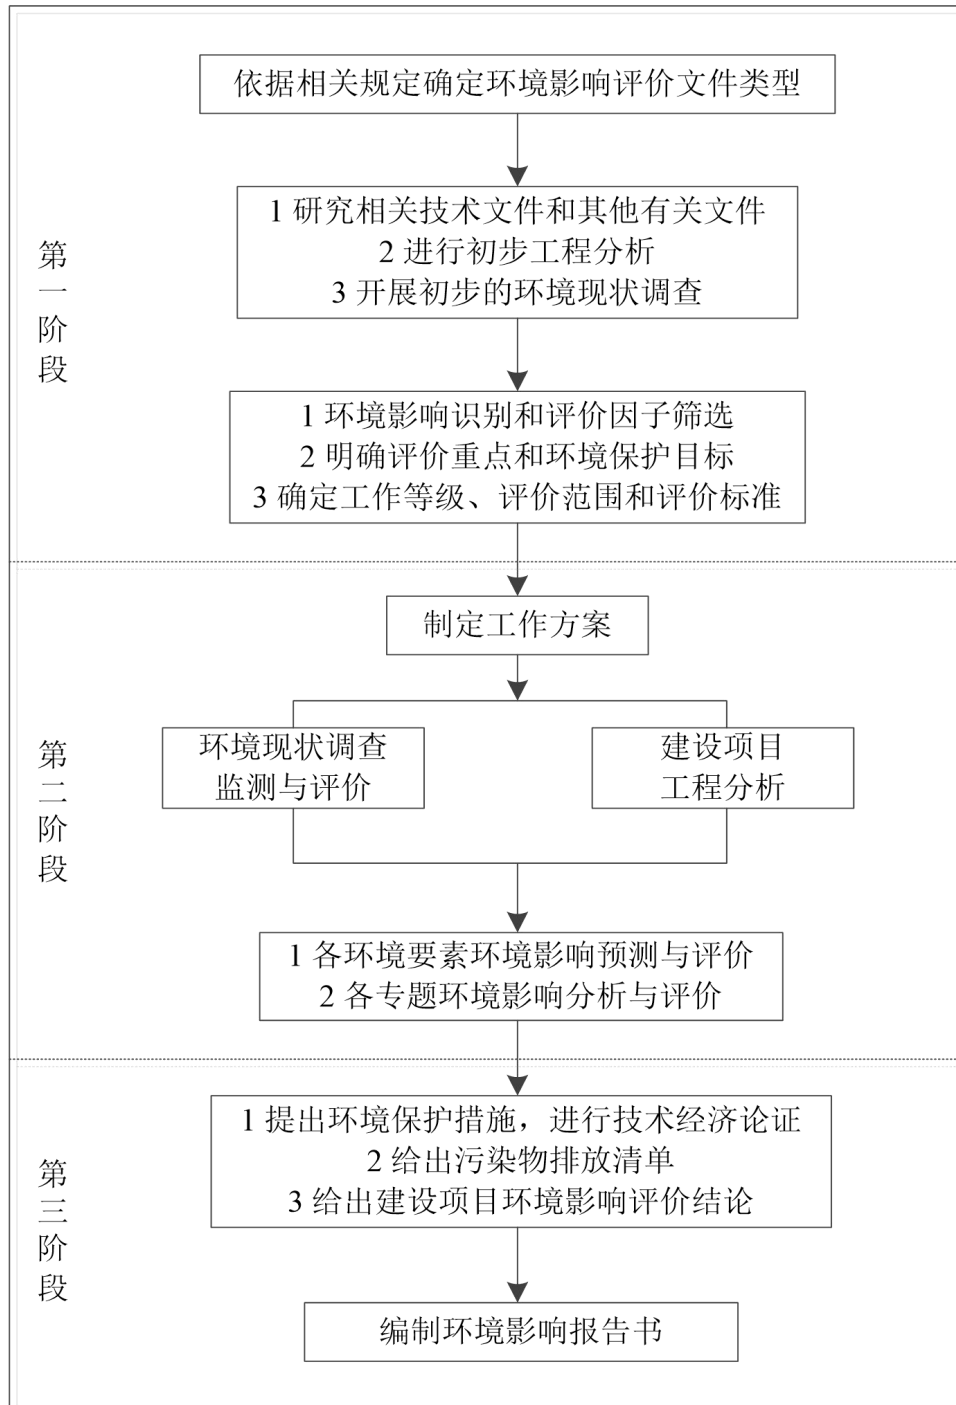 依据相关规定确定环境影响评价文件类型
第一阶段
1 研究相关技术文件和其他有关文件
2 进行初步工程分析
3 开展初步的环境现状调查
1 环境影响识别和评价因子筛选
2 明确评价重点和环境保护目标
3 确定工作等级、评价范围和评价标准
制定工作方案
第二阶段
环境现状调查
监测与评价
建设项目
工程分析
1 各环境要素环境影响预测与评价
2 各专题环境影响分析与评价
第三阶段
1 提出环境保护措施，进行技术经济论证
2 给出污染物排放清单
3 给出建设项目环境影响评价结论
编制环境影响报告书